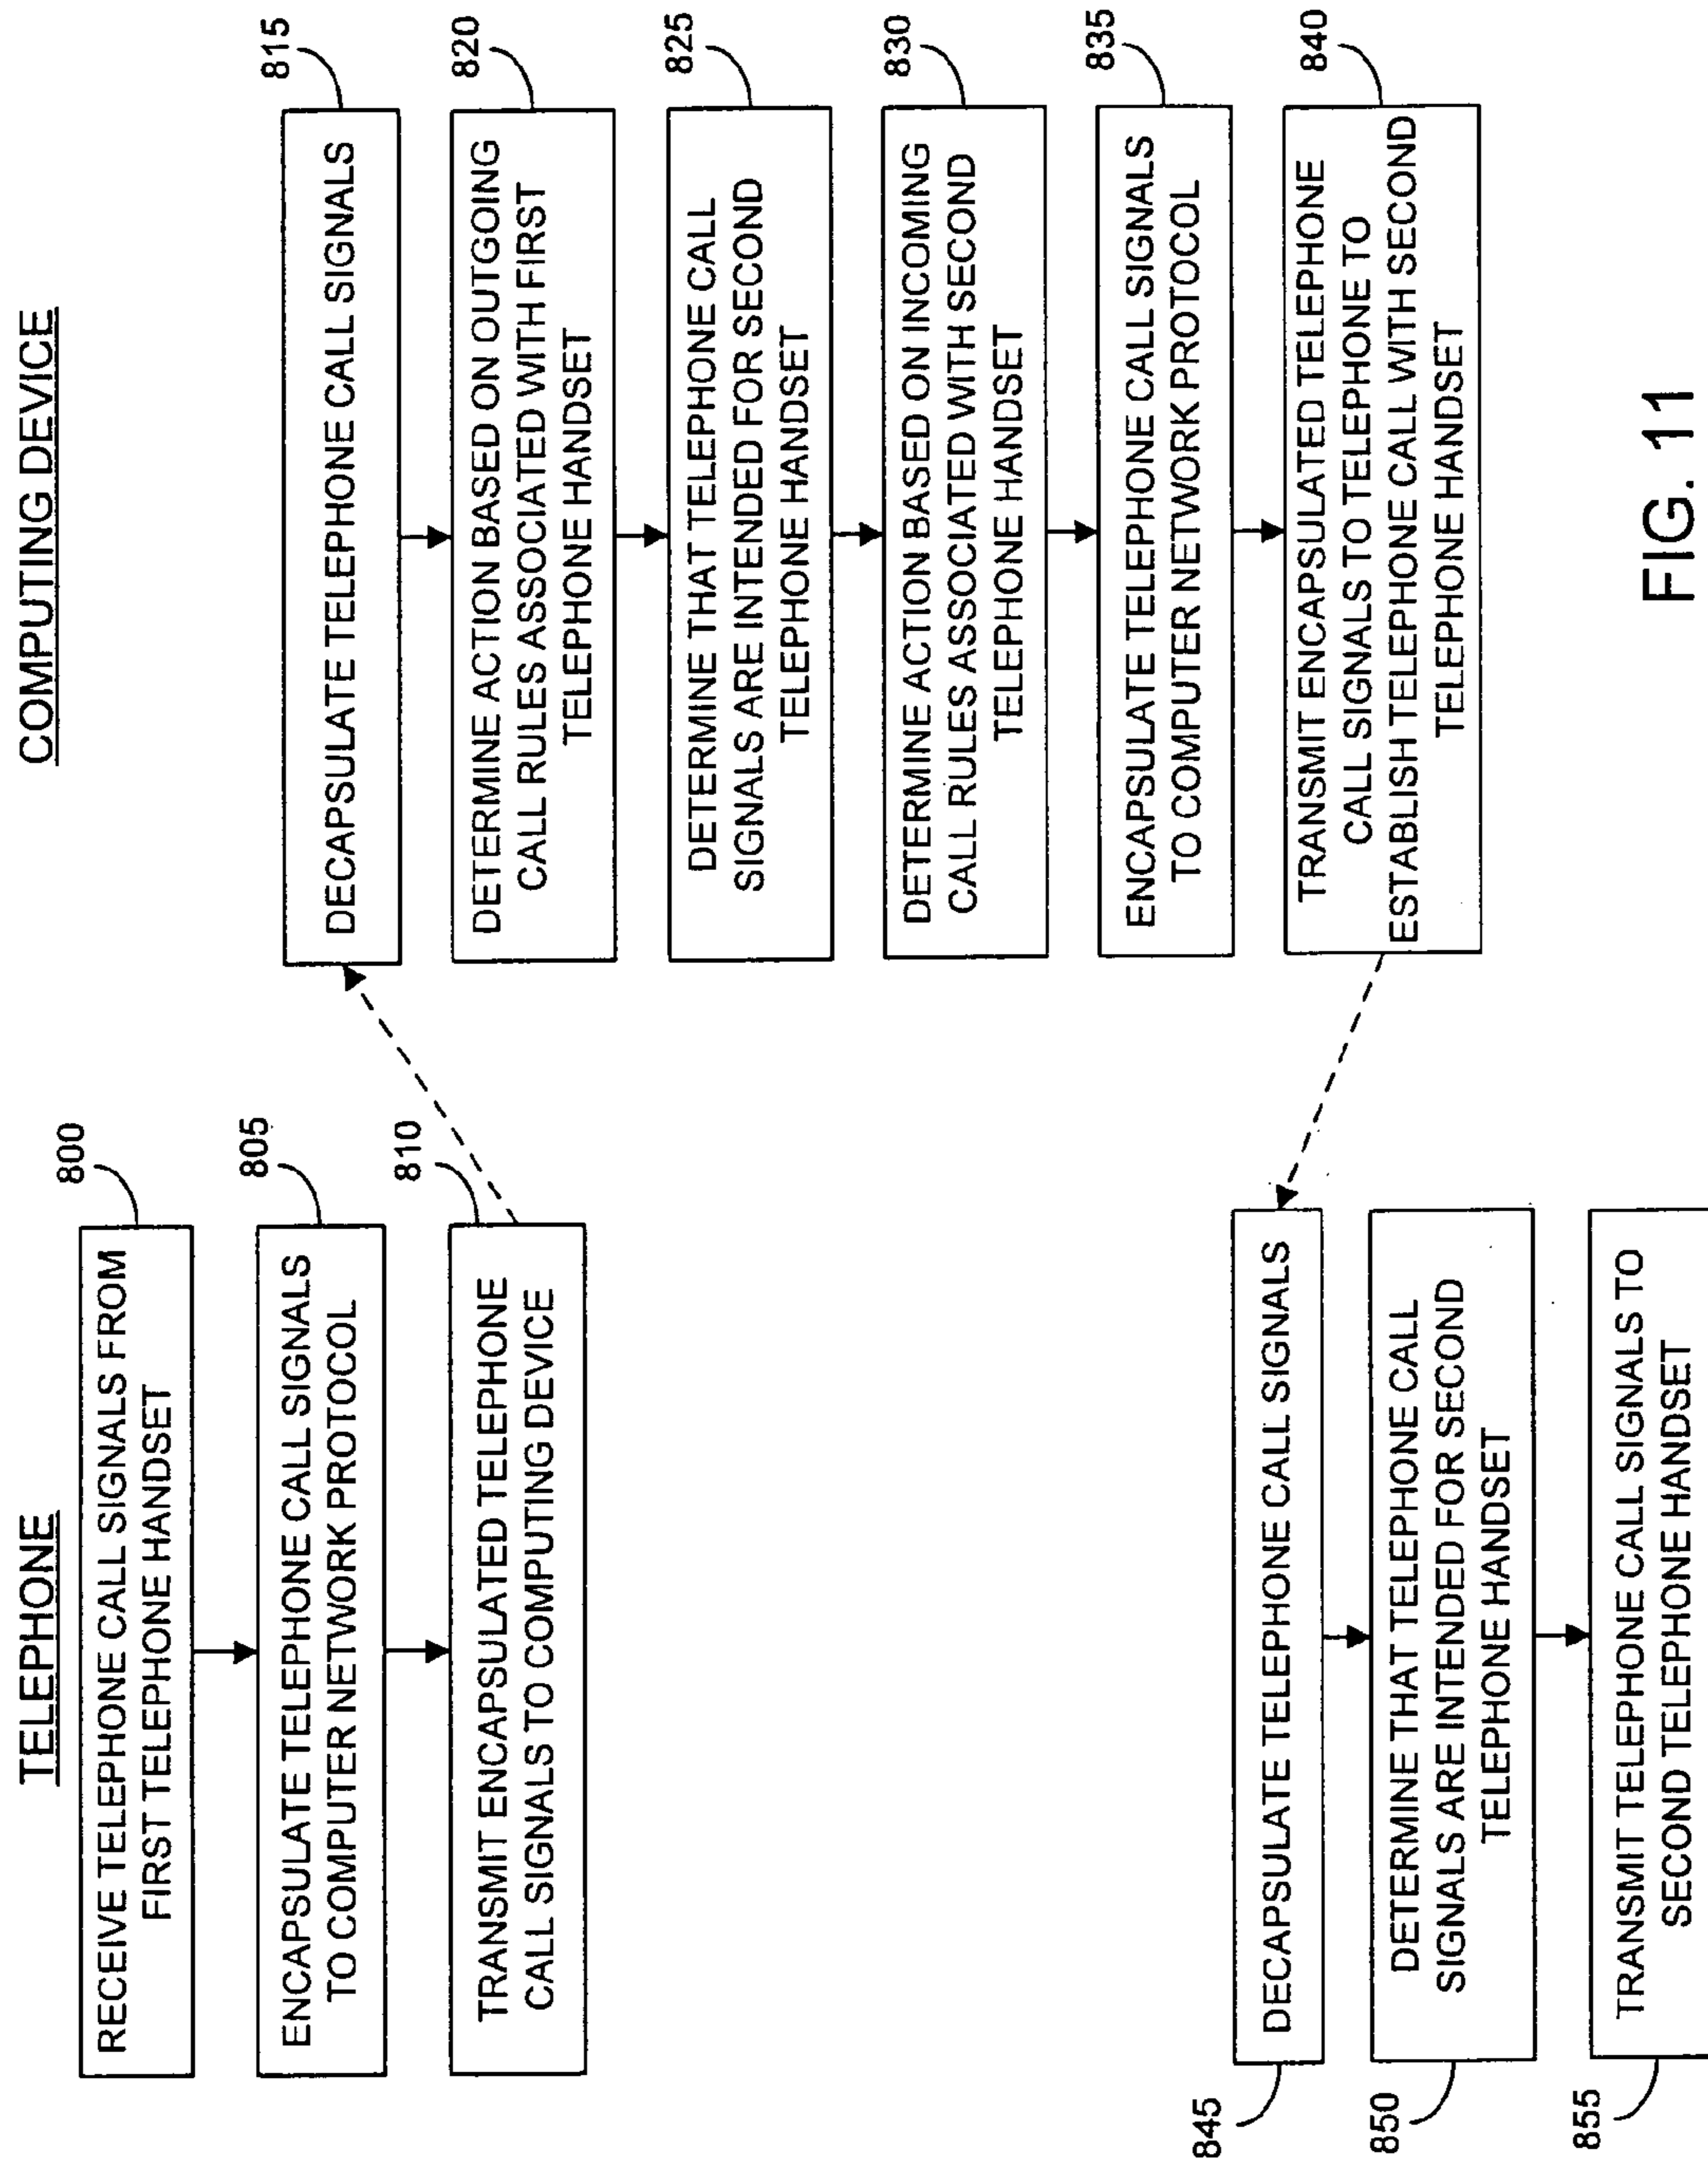 TELEPHONE
800
RECEIVE TELEPHONE CALL SIGNALS FROM
FIRST TELEPHONE HANDSET
805
ENCAPSULATE TELEPHONE CALL SIGNALS
TO COMPUTER NETWORK PROTOCOL
810
TRANSMIT ENCAPSULATED TELEPHONE
CALL SIGNALS TO COMPUTING DEVICE
COMPUTING DEVICE
815
DECAPSULATE TELEPHONE CALL SIGNALS
820
DETERMINE ACTION BASED ON OUTGOING
CALL RULES ASSOCIATED WITH FIRST
TELEPHONE HANDSET
825
DETERMINE THAT TELEPHONE CALL
SIGNALS ARE INTENDED FOR SECOND
TELEPHONE HANDSET
830
DETERMINE ACTION BASED ON INCOMING
CALL RULES ASSOCIATED WITH SECOND
TELEPHONE HANDSET
835
ENCAPSULATE TELEPHONE CALL SIGNALS
TO COMPUTER NETWORK PROTOCOL
840
TRANSMIT ENCAPSULATED TELEPHONE
CALL SIGNALS TO TELEPHONE TO
ESTABLISH TELEPHONE CALL WITH SECOND
TELEPHONE HANDSET
845
DECAPSULATE TELEPHONE CALL SIGNALS
850
DETERMINE THAT TELEPHONE CALL
SIGNALS ARE INTENDED FOR SECOND
TELEPHONE HANDSET
855
TRANSMIT TELEPHONE CALL SIGNALS TO
SECOND TELEPHONE HANDSET
FIG. 11